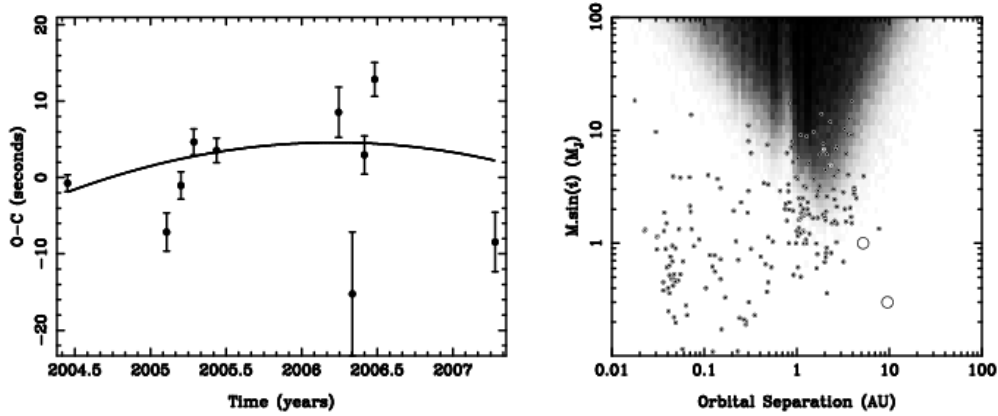 20
10
0
−10
−20
O−C (seconds)
2004.5 2005 2005.5 2006 2006.5 2007
Time (years)
100
10
1
M.sin(i) (MJ)
0.01 0.1 1 10 100
Orbital Separation (AU)